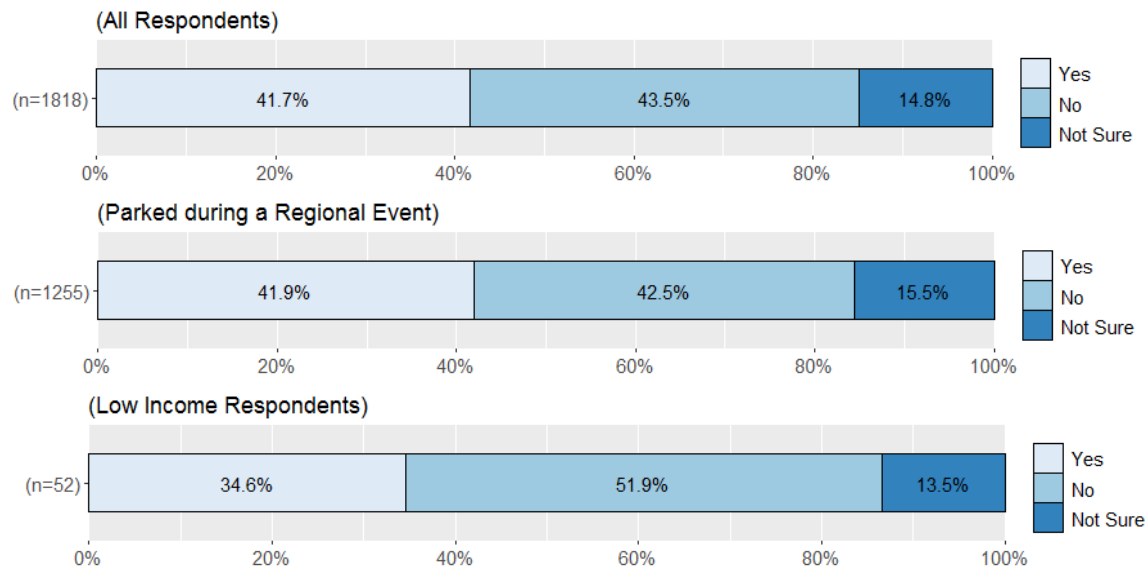 (All Respondents)
Yes
(n=1818) 41.7% 43.5% 14.8% No
Not Sure
0% 20% 40% 60% 80% 100%
(Parked during a Regional Event)
Yes
(n=1255) 41.9% 42.5% 15.5% No
Not Sure
0% 20% 40% 60% 80% 100%
(Low Income Respondents)
Yes
(n=52) 34.6% 51.9% 13.5% No
Not Sure
0% 20% 40% 60% 80% 100%